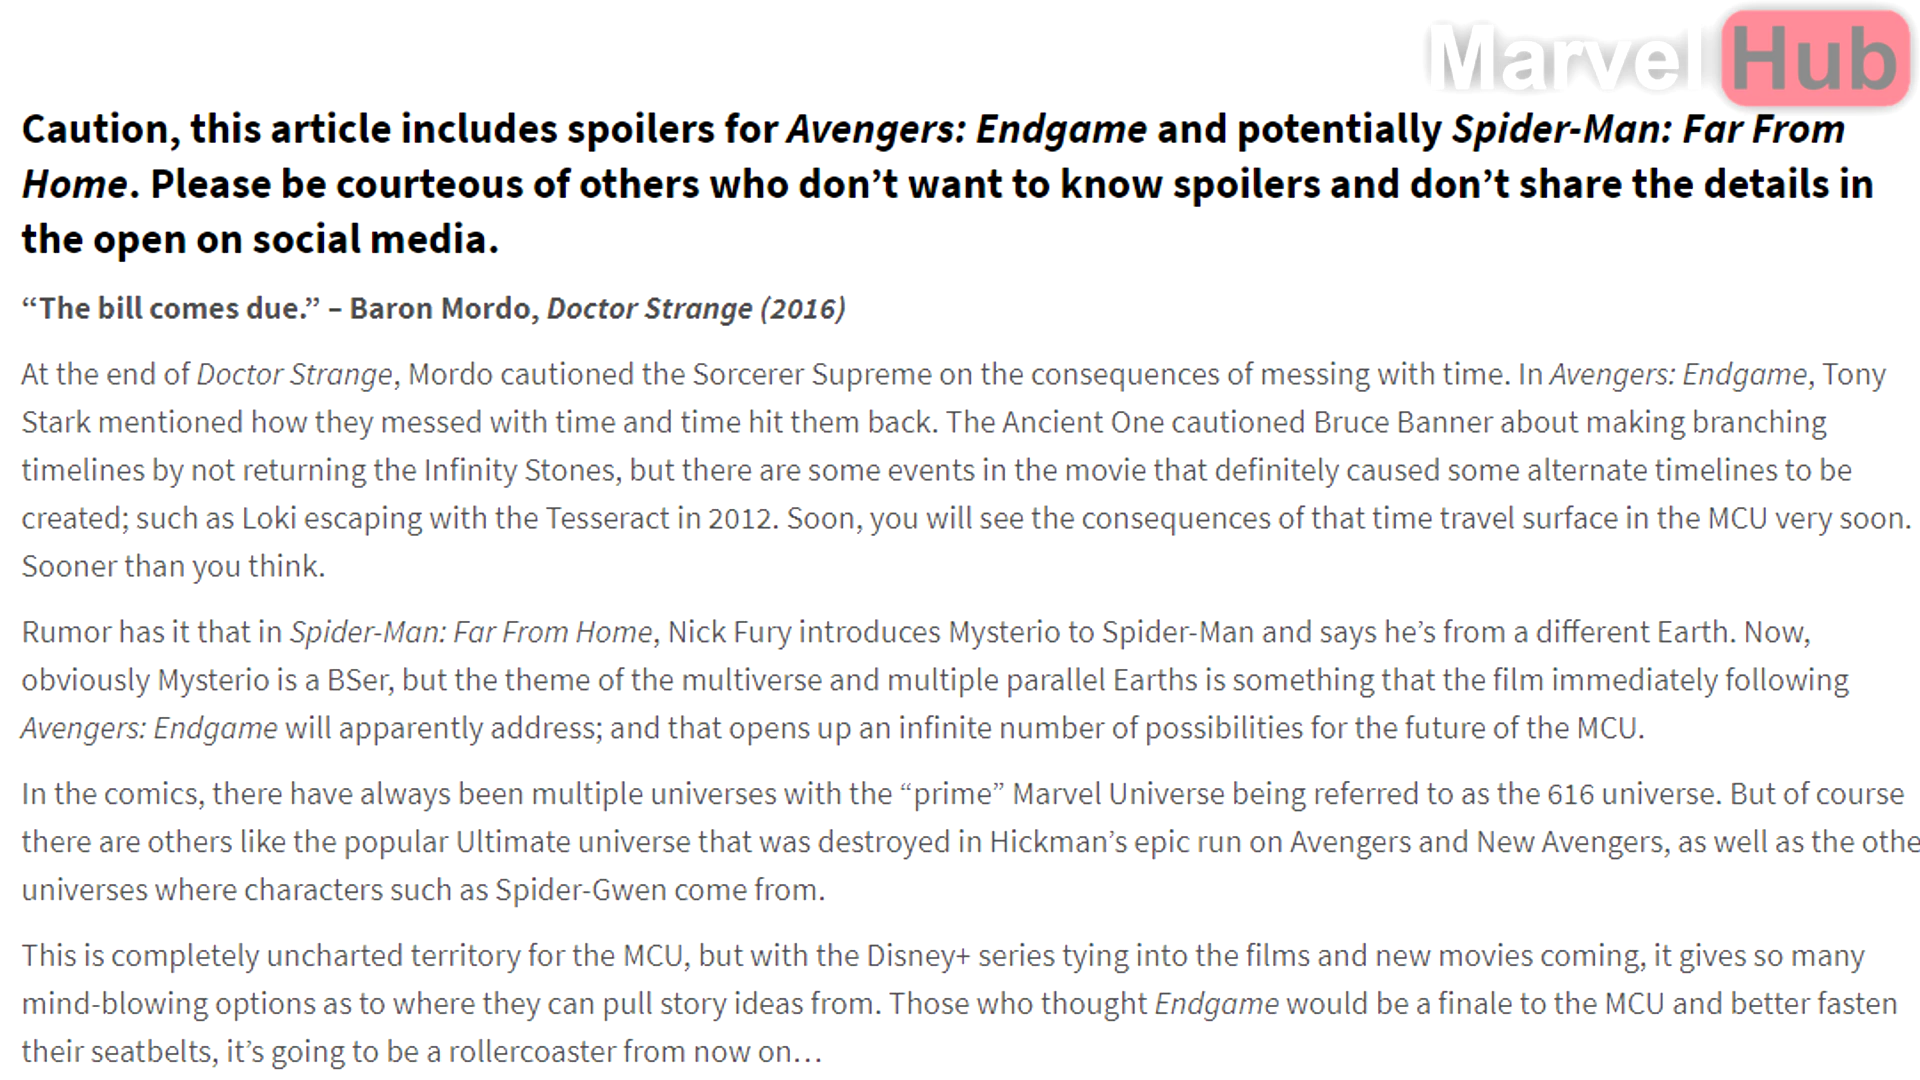 Marvel Hub
Caution, this article includes spoilers for Avengers: Endgame and potentially Spider-Man: Far From
Home. Please be courteous of others who don’t want to know spoilers and don’t share the details in
the open on social media.
“The bill comes due.” – Baron Mordo, Doctor Strange (2016)
At the end of Doctor Strange, Mordo cautioned the Sorcerer Supreme on the consequences of messing with time. In Avengers: Endgame, Tony
Stark mentioned how they messed with time and time hit them back. The Ancient One cautioned Bruce Banner about making branching
timelines by not returning the Infinity Stones, but there are some events in the movie that definitely caused some alternate timelines to be
created; such as Loki escaping with the Tesseract in 2012. Soon, you will see the consequences of that time travel surface in the MCU very soon.
Sooner than you think.
Rumor has it that in Spider-Man: Far From Home, Nick Fury introduces Mysterio to Spider-Man and says he’s from a different Earth. Now,
obviously Mysterio is a BSer, but the theme of the multiverse and multiple parallel Earths is something that the film immediately following
Avengers: Endgame will apparently address; and that opens up an infinite number of possibilities for the future of the MCU.
In the comics, there have always been multiple universes with the “prime” Marvel Universe being referred to as the 616 universe. But of course
there are others like the popular Ultimate universe that was destroyed in Hickman’s epic run on Avengers and New Avengers, as well as the othe
universes where characters such as Spider-Gwen come from.
This is completely uncharted territory for the MCU, but with the Disney+ series tying into the films and new movies coming, it gives so many
mind-blowing options as to where they can pull story ideas from. Those who thought Endgame would be a finale to the MCU and better fasten
their seatbelts, it’s going to be a rollercoaster from now on…